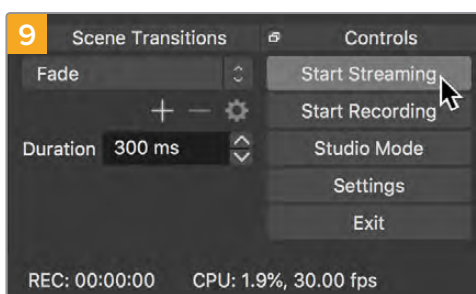 9
Scene Transitions
Fade
Duration 300 ms
Controls
Start Streaming
Start Recording
Studio Mode
Settings
Exit
REC: 00:00:00 CPU: 1.9%, 30.00 fps